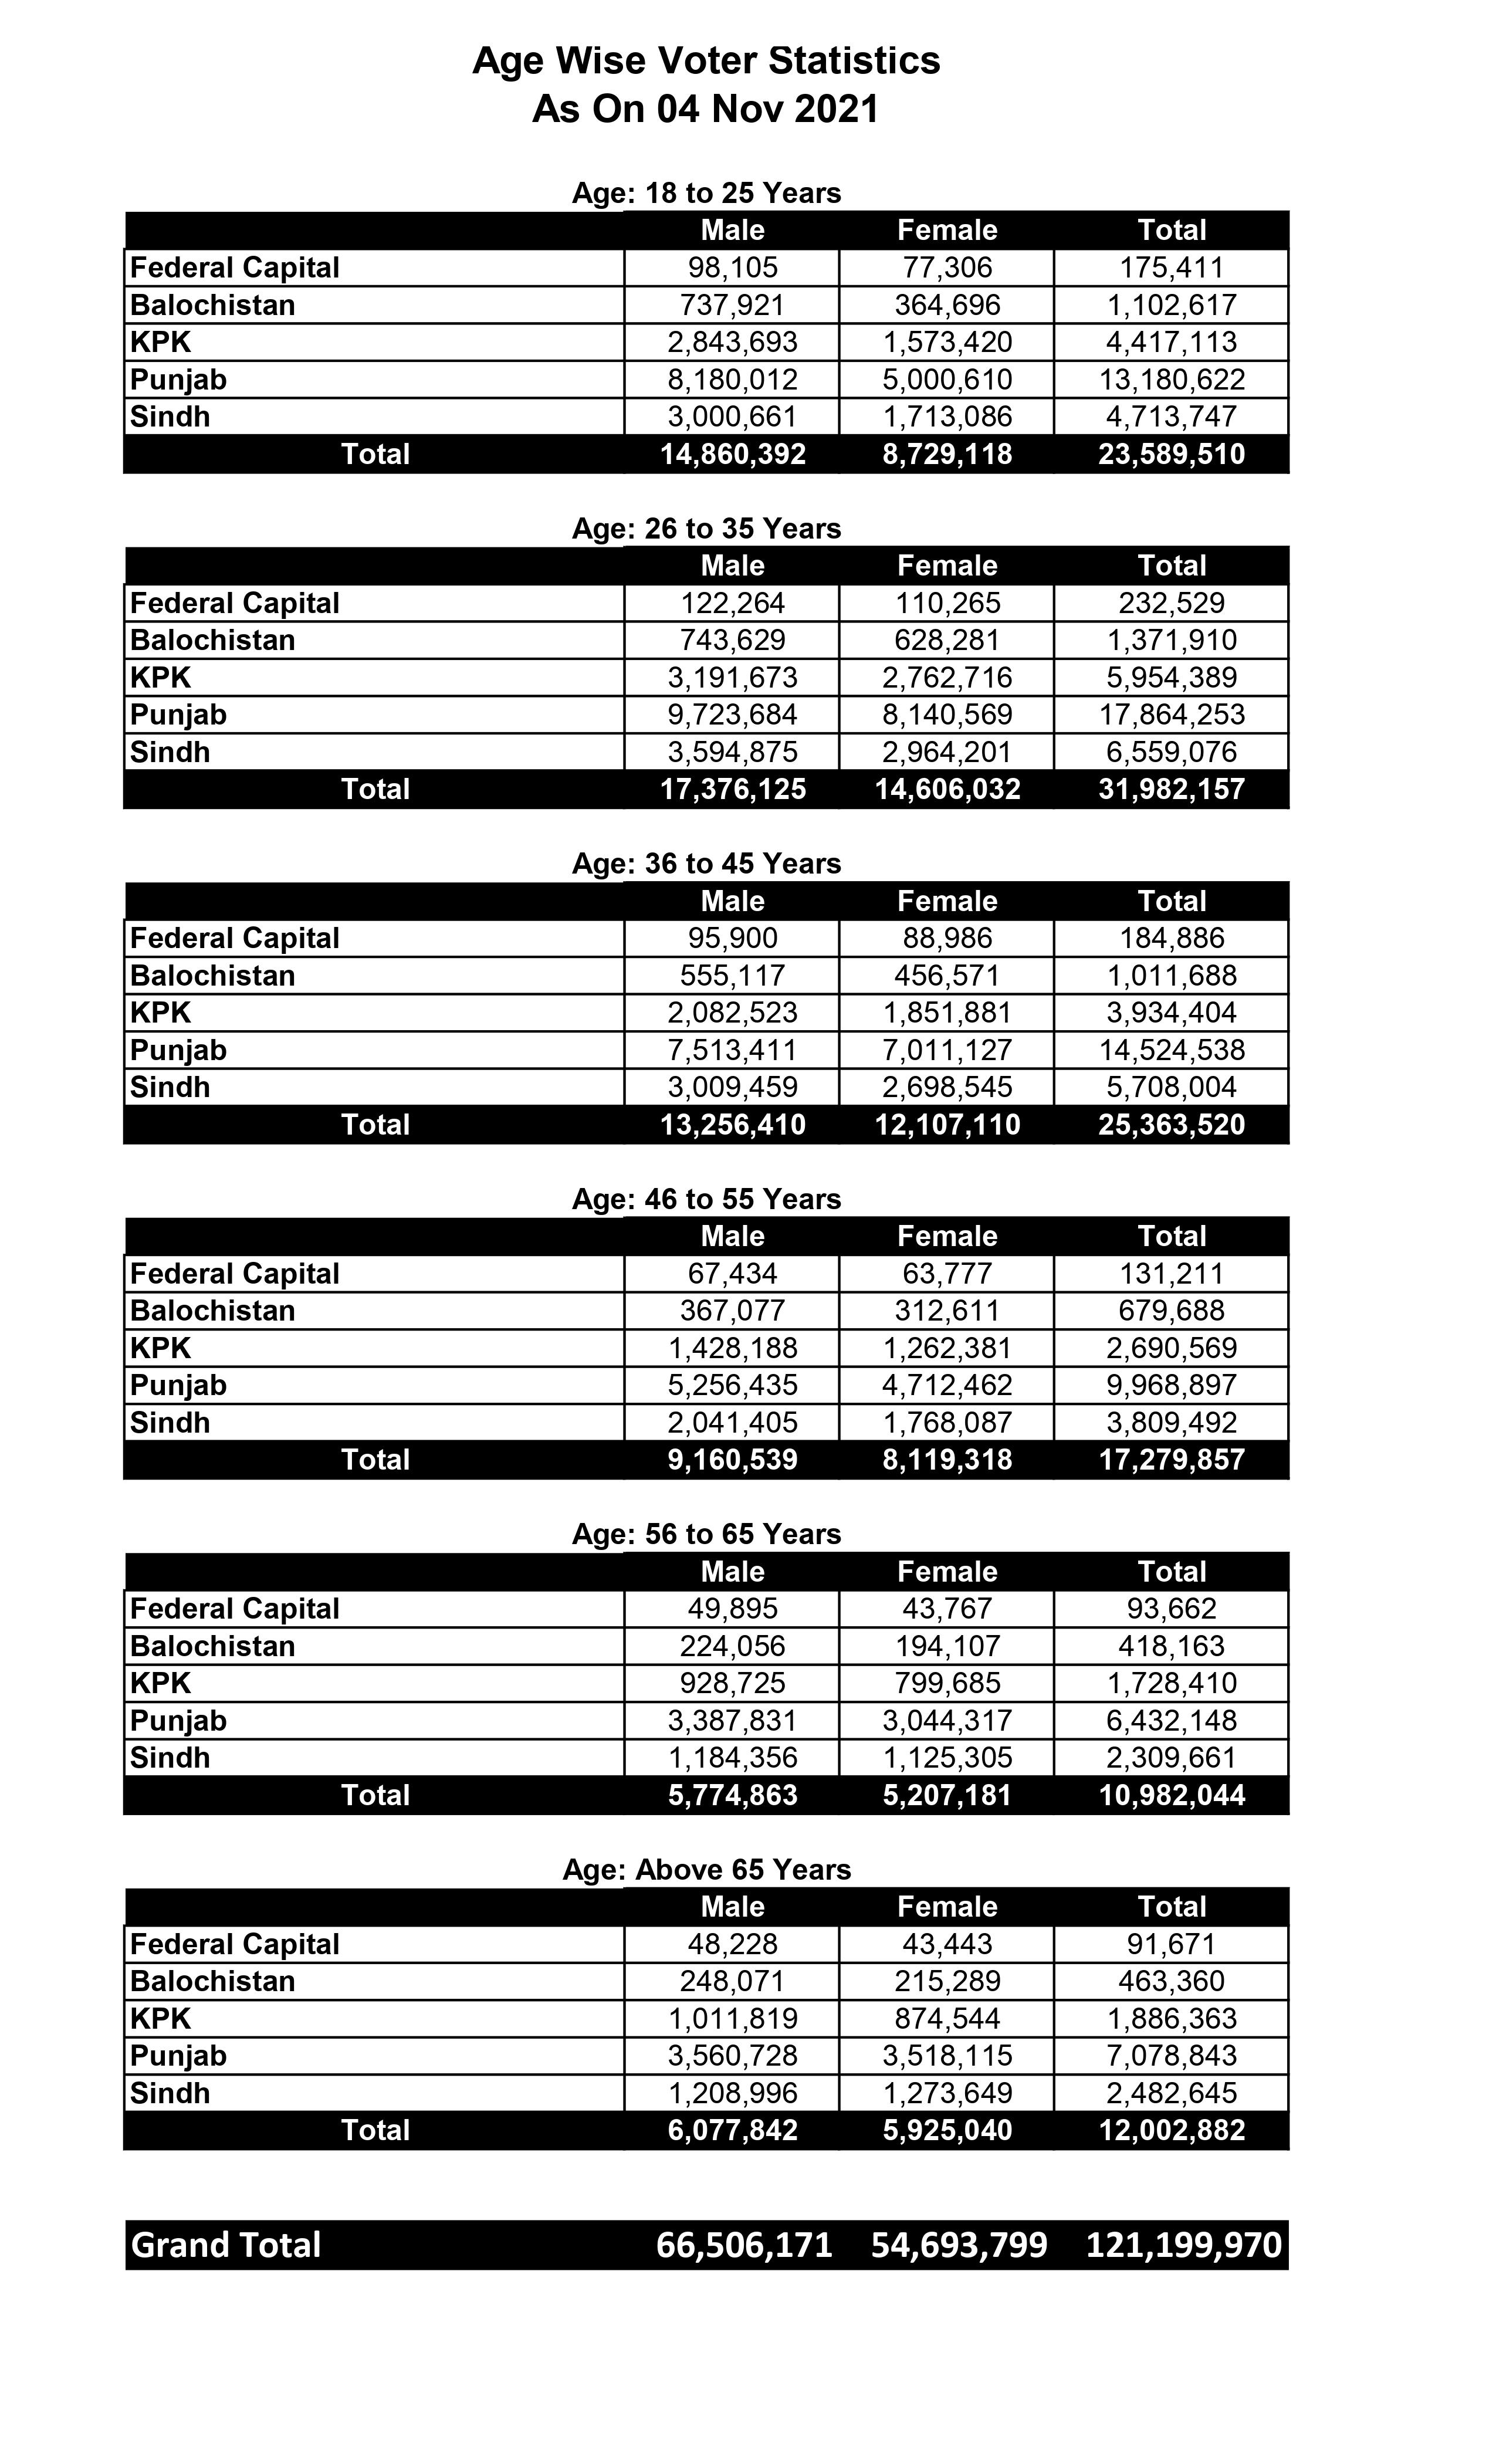 Age Wise Voter Statistics
As On 04 Nov 2021
Age: 18 to 25 Years
Male Female Total
Federal Capital 98,105 77,306 175,411
Balochistan 737,921 364,696 1,102,617
KPK 2,843,693 1,573,420 4,417,113
Punjab 8,180,012 5,000,610 13,180,622
Sindh 3,000,661 1,713,086 4,713,747
Total 14,860,392 8,729,118 23,589,510
Age: 26 to 35 Years
Male Female Total
Federal Capital 122,264 110,265 232,529
Balochistan 743,629 628,281 1,371,910
KPK 3,191,673 2,762,716 5,954,389
Punjab 9,723,684 8,140,569 17,864,253
Sindh 3,594,875 2,964,201 6,559,076
Total 17,376,125 14,606,032 31,982,157
Age: 36 to 45 Years
Male Female Total
Federal Capital 95,900 88,986 184,886
Balochistan 555,117 456,571 1,011,688
KPK 2,082,523 1,851,881 3,934,404
Punjab 7,513,411 7,011,127 14,524,538
Sindh 3,009,459 2,698,545 5,708,004
Total 13,256,410 12,107,110 25,363,520
Age: 46 to 55 Years
Male Female Total
Federal Capital 67,434 63,777 131,211
Balochistan 367,077 312,611 679,688
KPK 1,428,188 1,262,381 2,690,569
Punjab 5,256,435 4,712,462 9,968,897
Sindh 2,041,405 1,768,087 3,809,492
Total 9,160,539 8,119,318 17,279,857
Age: 56 to 65 Years
Male Female Total
Federal Capital 49,895 43,767 93,662
Balochistan 224,056 194,107 418,163
KPK 928,725 799,685 1,728,410
Punjab 3,387,831 3,044,317 6,432,148
Sindh 1,184,356 1,125,305 2,309,661
Total 5,774,863 5,207,181 10,982,044
Age: Above 65 Years
Male Female Total
Federal Capital 48,228 43,443 91,671
Balochistan 248,071 215,289 463,360
KPK 1,011,819 874,544 1,886,363
Punjab 3,560,728 3,518,115 7,078,843
Sindh 1,208,996 1,273,649 2,482,645
Total 6,077,842 5,925,040 12,002,882
Grand Total 66,506,171 54,693,799 121,199,970